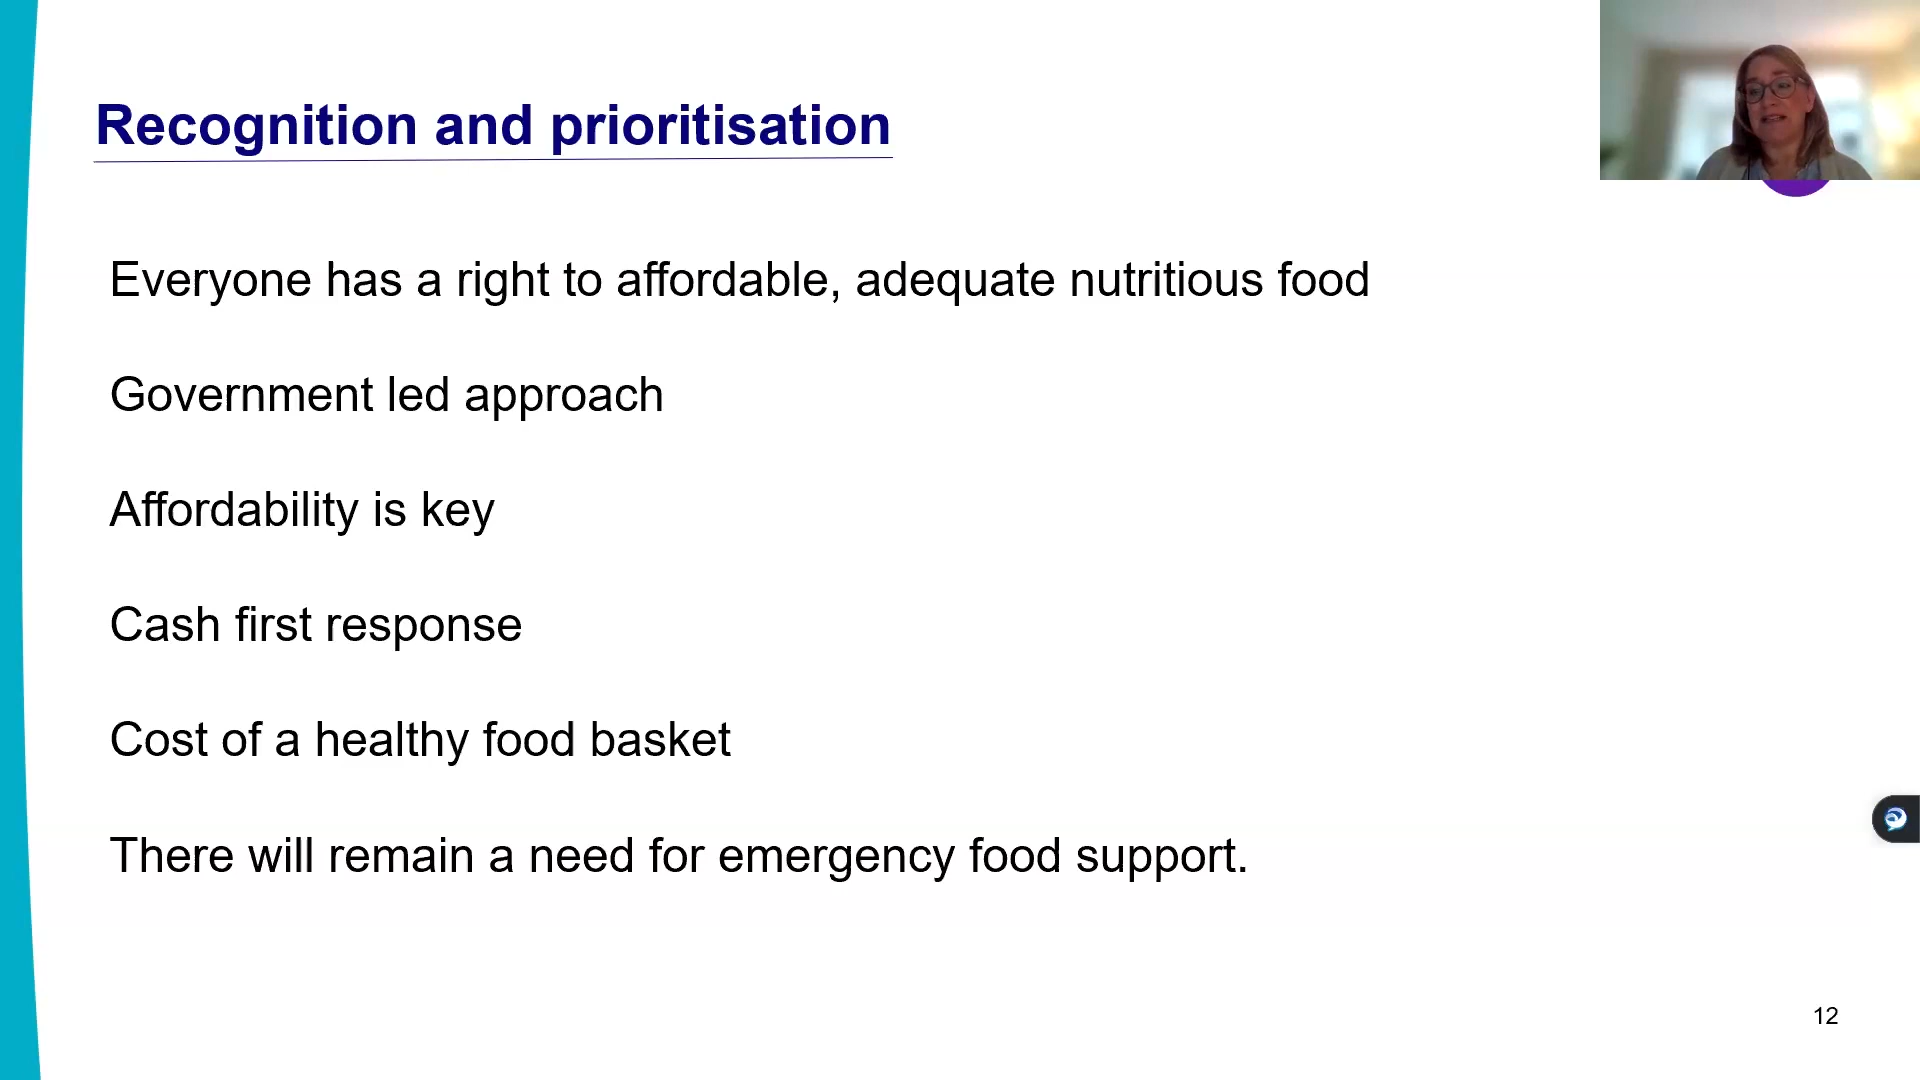 Recognition and prioritisation
Everyone has a right to affordable, adequate nutritious food
Government led approach
Affordability is key
Cash first response
Cost of a healthy food basket
There will remain a need for emergency food support.
12